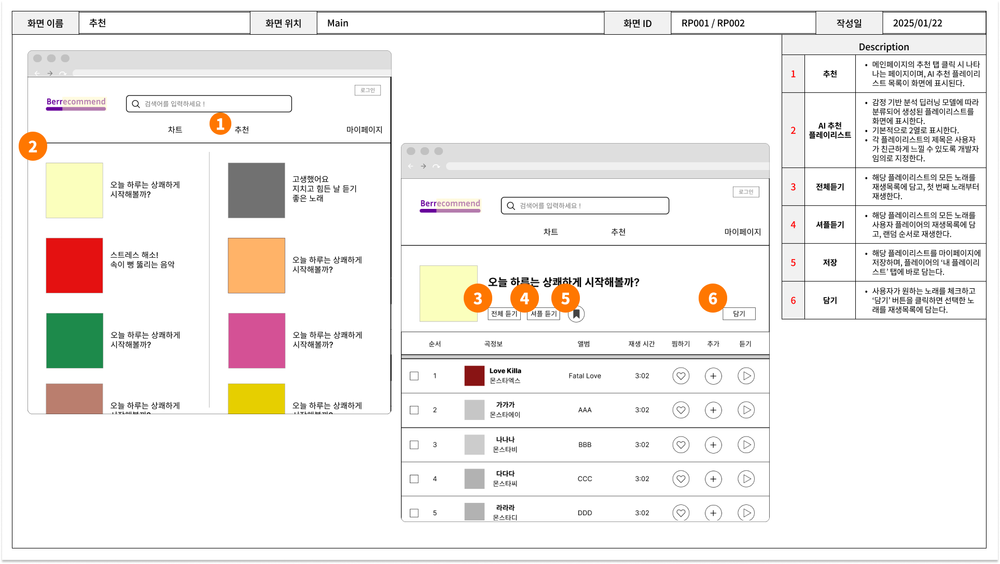 화면 이름
추천
화면 위치
Main
화면 ID
RP001 / RP002
작성일
2025/01/22
로그인
Berrecommend
검색어를 입력하세요 !
1
차트
추천
마이페이지
2
오늘 하루는 상쾌하게
시작해볼까?
고생했어요
지치고 힘든 날 듣기
좋은 노래
스트레스 해소!
속이 뻥 뚫리는 음악
오늘 하루는 상쾌하게
시작해볼까?
오늘 하루는 상쾌하게
시작해볼까?
오늘 하루는 상쾌하게
시작해볼까?
오늘 하루는 상쾌하게
시작해볼까?
오늘 하루는 상쾌하게
시작해볼까?
로그인
Berrecommend
검색어를 입력하세요 !
차트
추천
마이페이지
오늘 하루는 상쾌하게 시작해볼까?
3
4
5
6
전체 듣기
셔플 듣기
담기
순서
곡정보
앨범
재생 시간
찜하기
추가
듣기
1
Love Killa
몬스타엑스
Fatal Love
3:02
2
가가가
몬스타에이
AAA
3:02
3
나나나
몬스타비
BBB
3:02
4
다다다
몬스타씨
CCC
3:02
5
라라라
몬스타디
DDD
3:02
Description
1
추천
• 메인페이지의 추천 탭 클릭 시 나타
나는 페이지이며, AI 추천 플레이리
스트 목록이 화면에 표시된다.
2
AI 추천
플레이리스트
• 감정 기반 분석 딥러닝 모델에 따라
분류되어 생성된 플레이리스트를
화면에 표시한다.
• 기본적으로 2열로 표시한다.
• 각 플레이리스트의 제목은 사용자
가 친근하게 느낄 수 있도록 개발자
임의로 지정한다.
3
전체듣기
• 해당 플레이리스트의 모든 노래를
재생목록에 담고, 첫 번째 노래부터
재생한다.
4
셔플듣기
• 해당 플레이리스트의 모든 노래를
사용자 플레이어의 재생목록에 담
고, 랜덤 순서로 재생한다.
5
저장
• 해당 플레이리스트를 마이페이지에
저장하며, 플레이어의 ‘내 플레이리
스트’ 탭에 바로 담는다.
6
담기
• 사용자가 원하는 노래를 체크하고
‘담기’ 버튼을 클릭하면 선택한 노
래를 재생목록에 담는다.